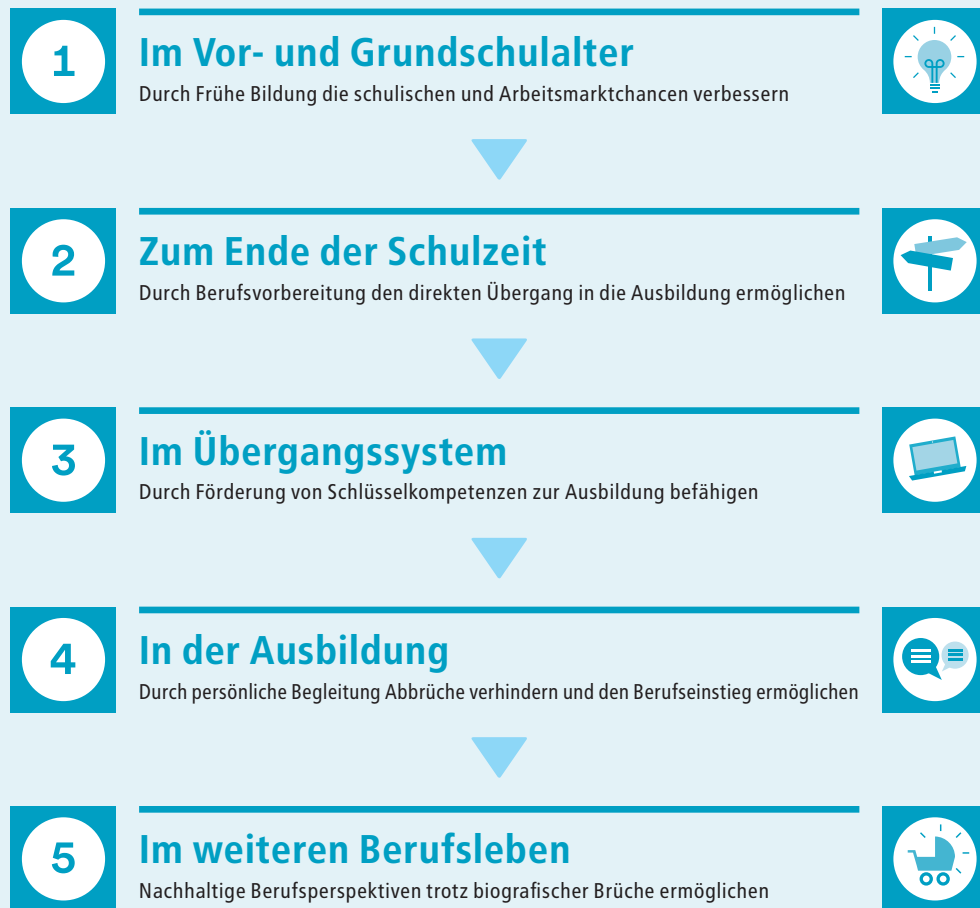 1
Im Vor- und Grundschulalter
Durch Frühe Bildung die schulischen und Arbeitsmarktchancen verbessern
2
Zum Ende der Schulzeit
Durch Berufsvorbereitung den direkten Übergang in die Ausbildung ermöglichen
3
Im Übergangssystem
Durch Förderung von Schlüsselkompetenzen zur Ausbildung befähigen
4
In der Ausbildung
Durch persönliche Begleitung Abbrüche verhindern und den Berufseinstieg ermöglichen
5
Im weiteren Berufsleben
Nachhaltige Berufsperspektiven trotz biografischer Brüche ermöglichen